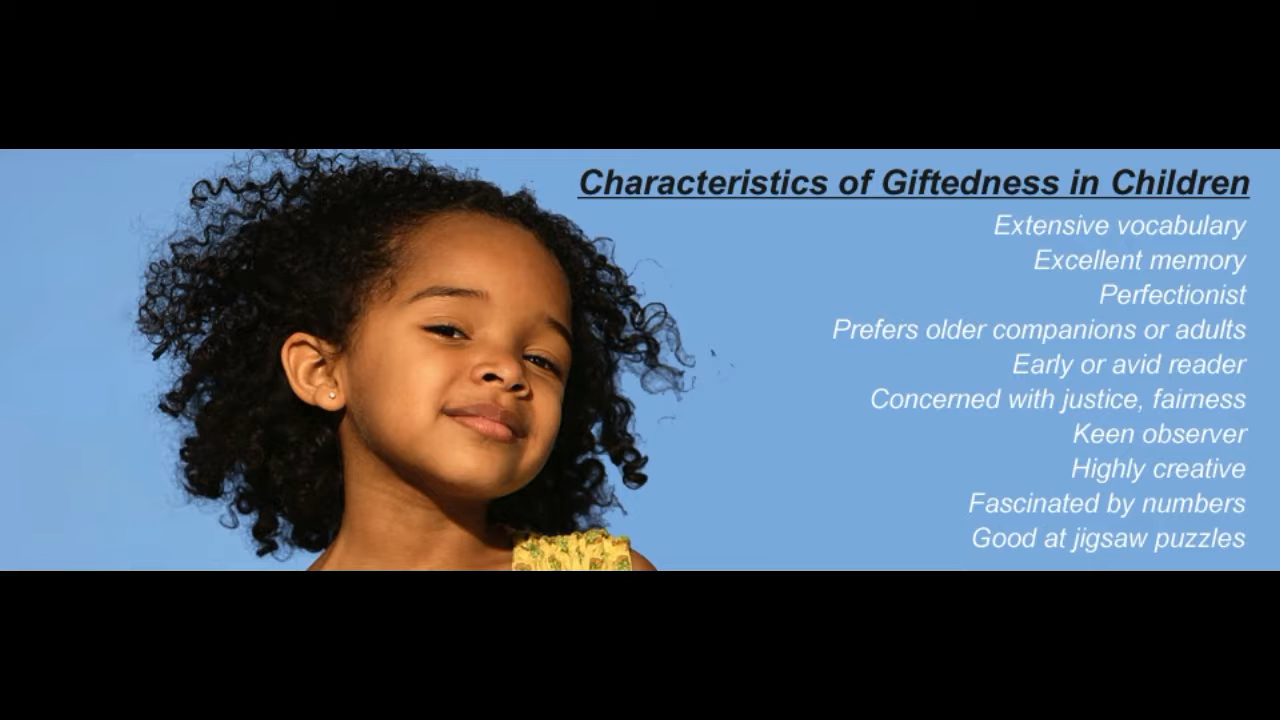 Characteristics of Giftedness in Children
Extensive vocabulary
Excellent memory
Perfectionist
Prefers older companions or adults
Early or avid reader
Concerned with justice, fairness
Keen observer
Highly creative
Fascinated by numbers
Good at jigsaw puzzles